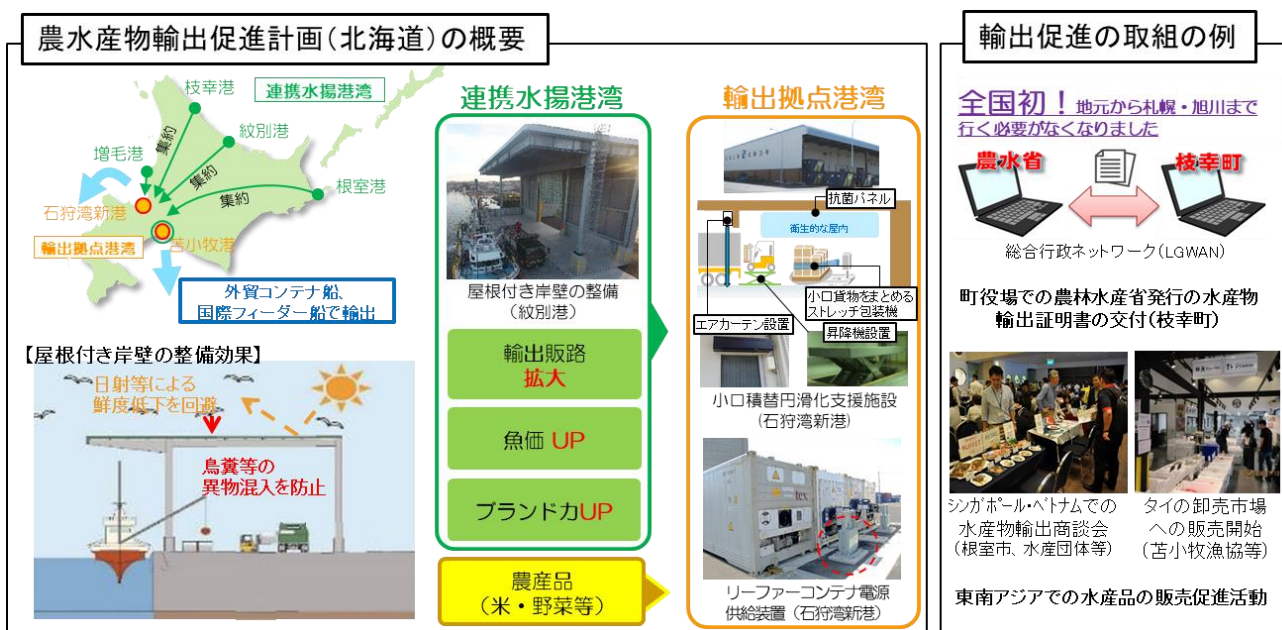 農水産物輸出促進計画（北海道）の概要
枝幸港
連携水揚港湾
紋別港
増毛港
集約
集約
集約
根室港
石狩湾新港
輸出拠点港湾
苫小牧港
外貿コンテナ船、
国際フィーダー船で輸出
【屋根付き岸壁の整備効果】
日射等による
鮮度低下を回避
鳥糞等の
異物混入を防止
連携水揚港湾
屋根付き岸壁の整備
（紋別港）
輸出販路
拡大
魚価 UP
ブランド力UP
農産品
（米・野菜等）
輸出拠点港湾
抗菌パネル
衛生的な屋内
小口貨物をまとめる
ストレッチ包装機
エアカーテン設置
昇降機設置
小口積替円滑化支援施設
（石狩湾新港）
tex
リーファーコンテナ電源
供給装置（石狩湾新港）
輸出促進の取組の例
全国初！地元から札幌・旭川まで
行く必要がなくなりました
農水省
枝幸町
総合行政ネットワーク（LGWAN）
町役場での農林水産省発行の水産物
輸出証明書の交付（枝幸町）
シンガポール・ベトナムでの
水産物輸出商談会
（根室市、水産団体等）
タイの卸売市場
への販売開始
（苫小牧漁協等）
東南アジアでの水産品の販売促進活動